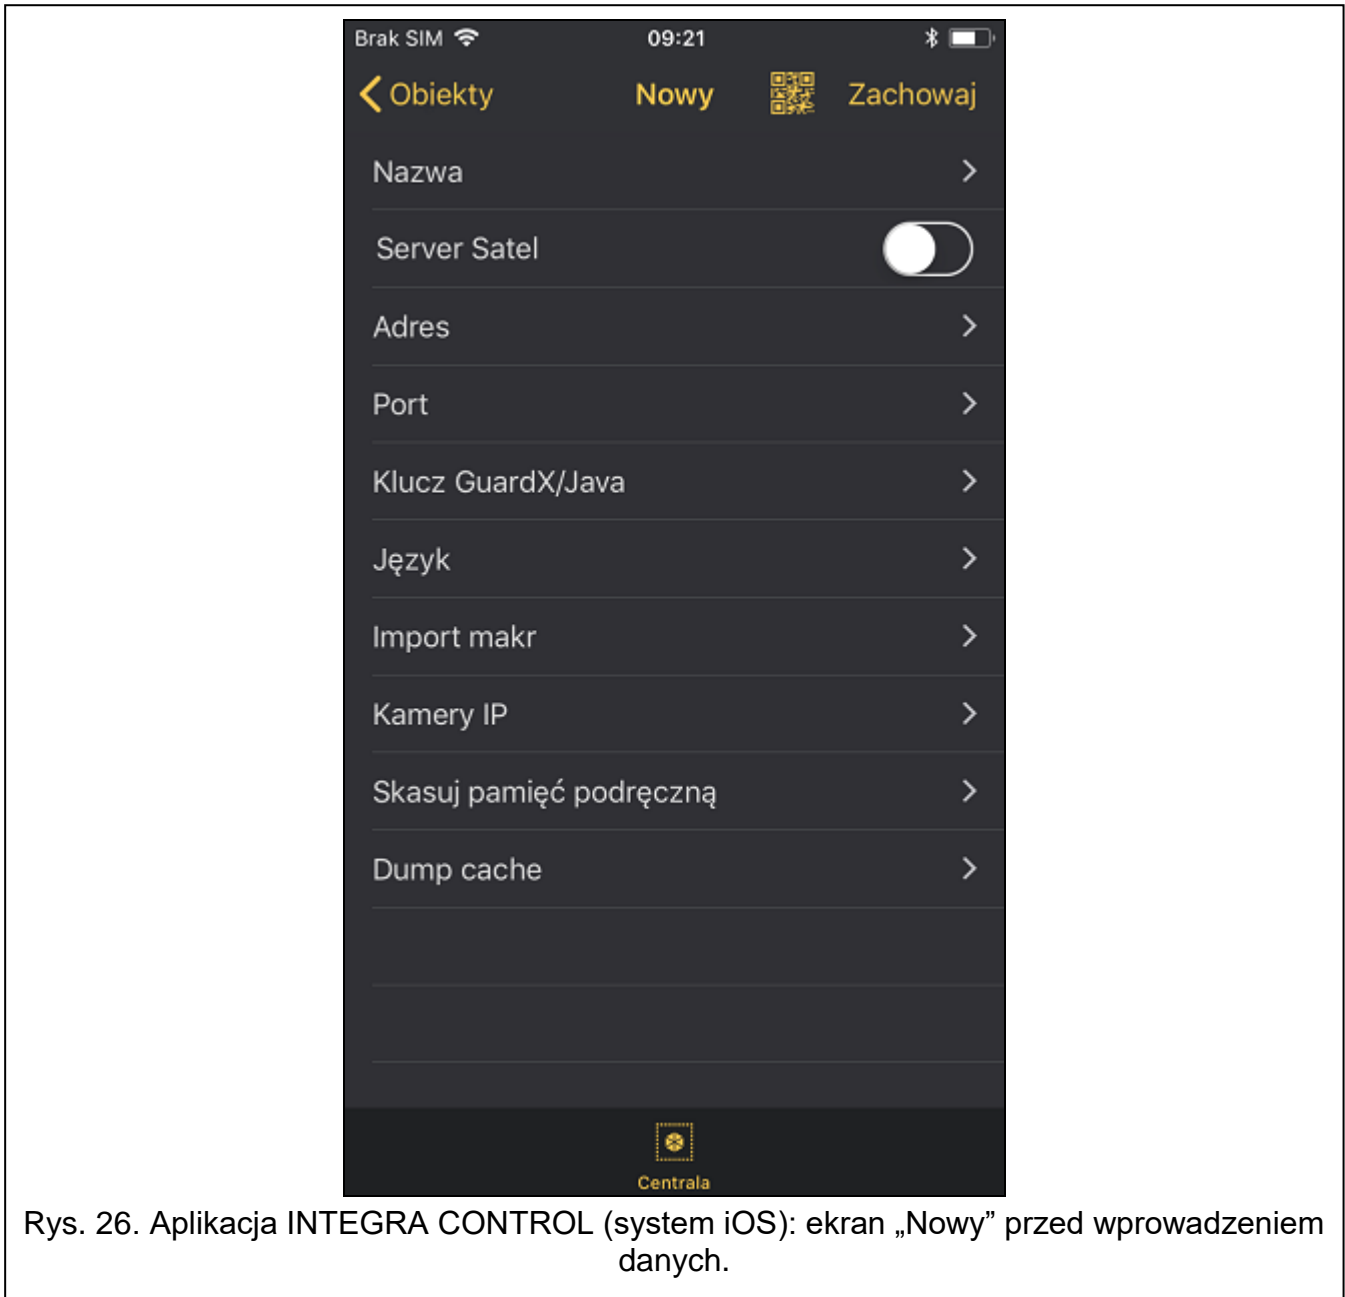 Brak SIM 09:21
Obiekty Nowy Zachowaj
Nazwa
Server Satel
Adres
Port
Klucz GuardX/Java
Język
Import makr
Kamery IP
Skasuj pamięć podręczną
Dump cache
Centrala
Rys. 26. Aplikacja INTEGRA CONTROL (system iOS): ekran „Nowy” przed wprowadzeniem
danych.